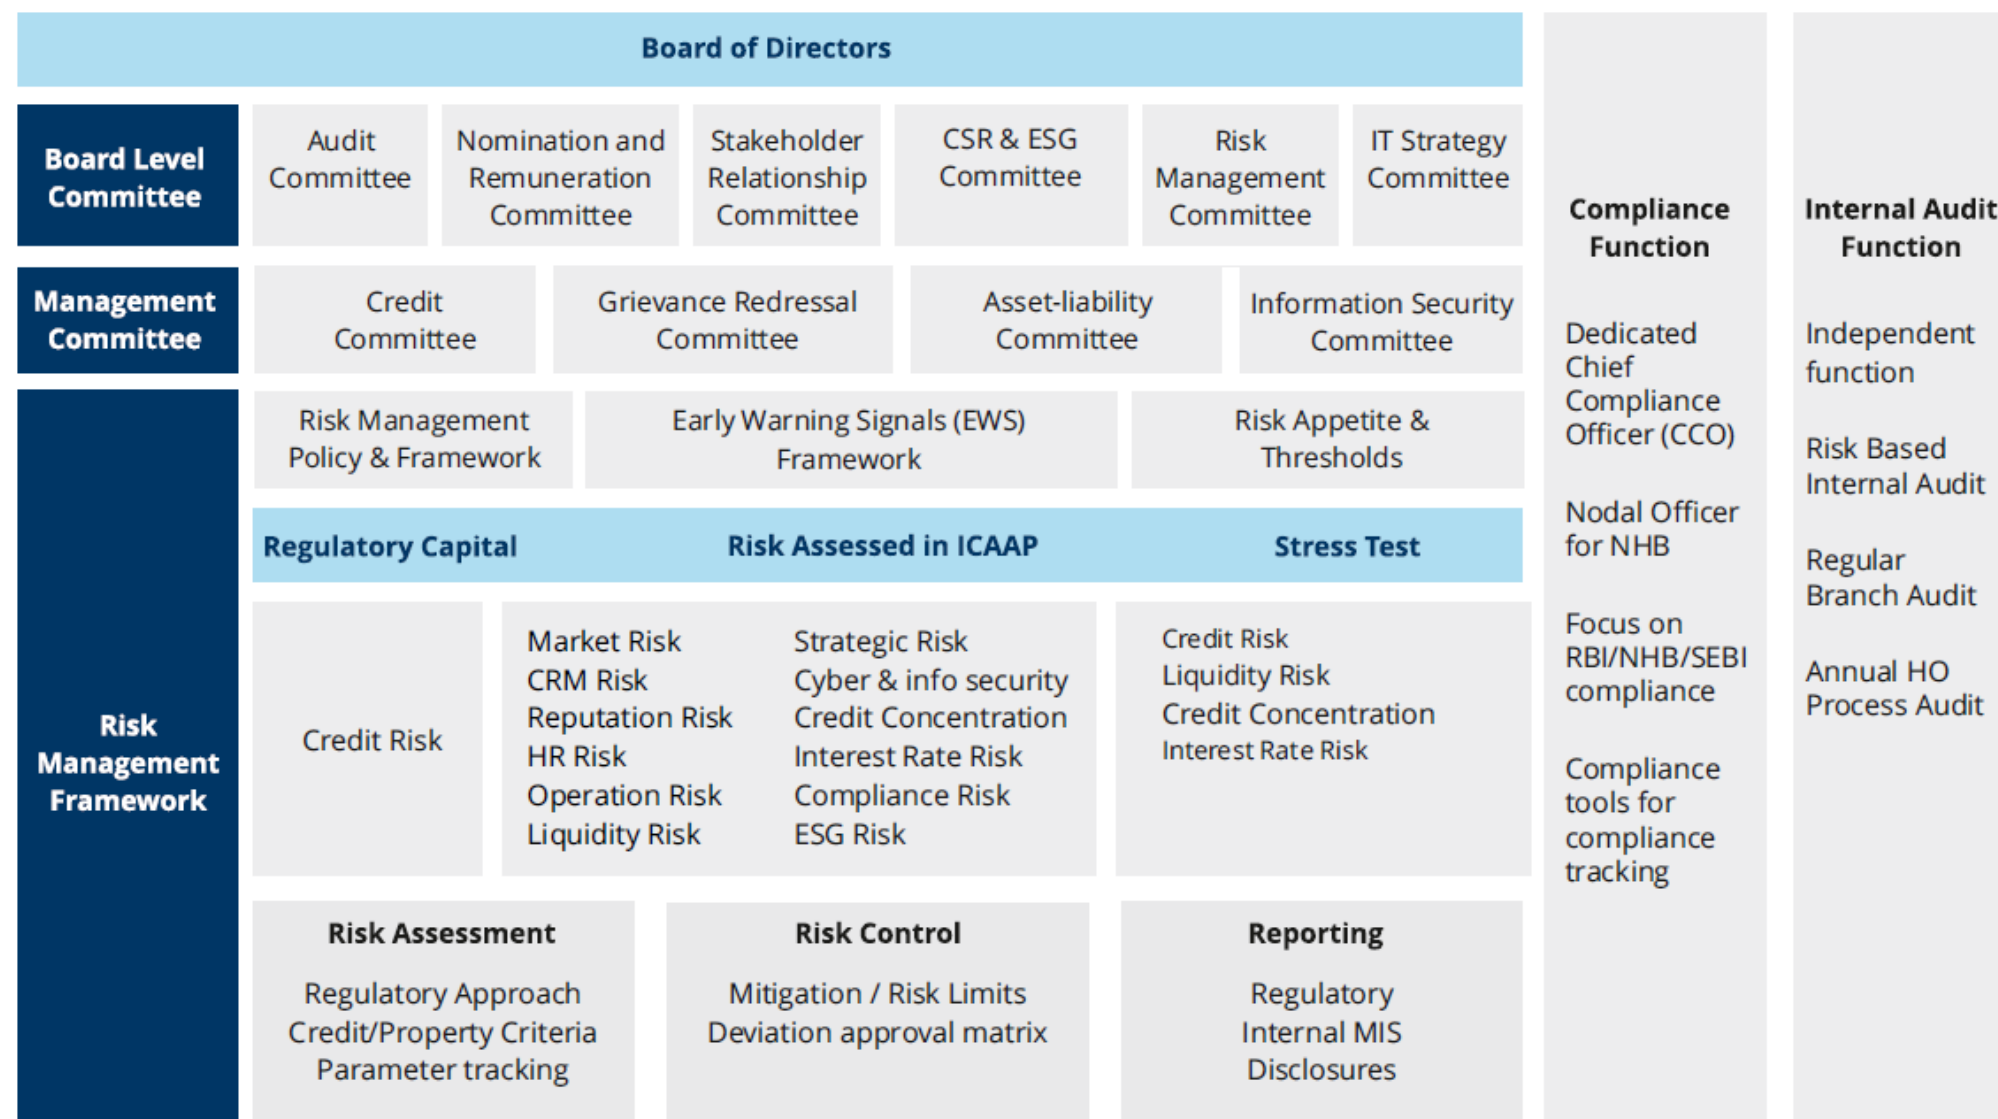 Board of Directors
Board Level
Committee
Audit
Committee
Nomination and
Remuneration
Committee
Stakeholder
Relationship
Committee
CSR & ESG
Committee
Risk
Management
Committee
IT Strategy
Committee
Management
Committee
Credit
Committee
Grievance Redressal
Committee
Asset-liability
Committee
Information Security
Committee
Risk
Management
Framework
Risk Management
Policy & Framework
Early Warning Signals (EWS)
Framework
Risk Appetite &
Thresholds
Regulatory Capital
Risk Assessed in ICAAP
Stress Test
Credit Risk
Market Risk
CRM Risk
Reputation Risk
HR Risk
Operation Risk
Liquidity Risk
Strategic Risk
Cyber & info security
Credit Concentration
Interest Rate Risk
Compliance Risk
ESG Risk
Credit Risk
Liquidity Risk
Credit Concentration
Interest Rate Risk
Risk Assessment
Regulatory Approach
Credit/Property Criteria
Parameter tracking
Risk Control
Mitigation / Risk Limits
Deviation approval matrix
Reporting
Regulatory
Internal MIS
Disclosures
Compliance
Function
Dedicated
Chief
Compliance
Officer (CCO)
Nodal Officer
for NHB
Focus on
RBI/NHB/SEBI
compliance
Compliance
tools for
compliance
tracking
Internal Audit
Function
Independent
function
Risk Based
Internal Audit
Regular
Branch Audit
Annual HO
Process Audit